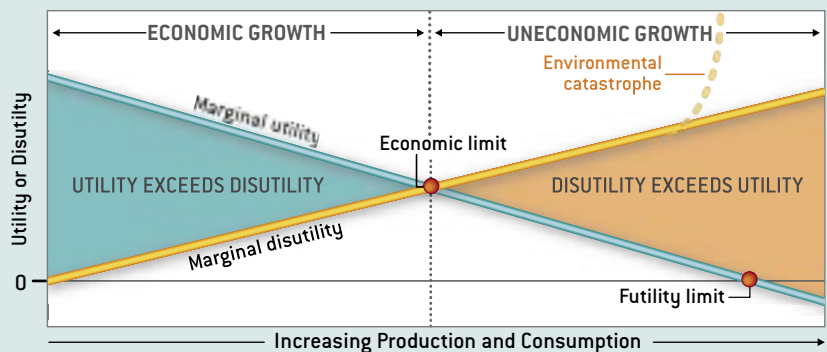 ECONOMIC GROWTH
UNECONOMIC GROWTH
Environmental
catastrophe
Marginal utility
Economic limit
Utility or Disutilty
UTILITY EXCEEDS DISUTILITY
DISUTILITY EXCEEDS UTILITY
Marginal disutility
0
Futility limit
Increasing Production and Consumption